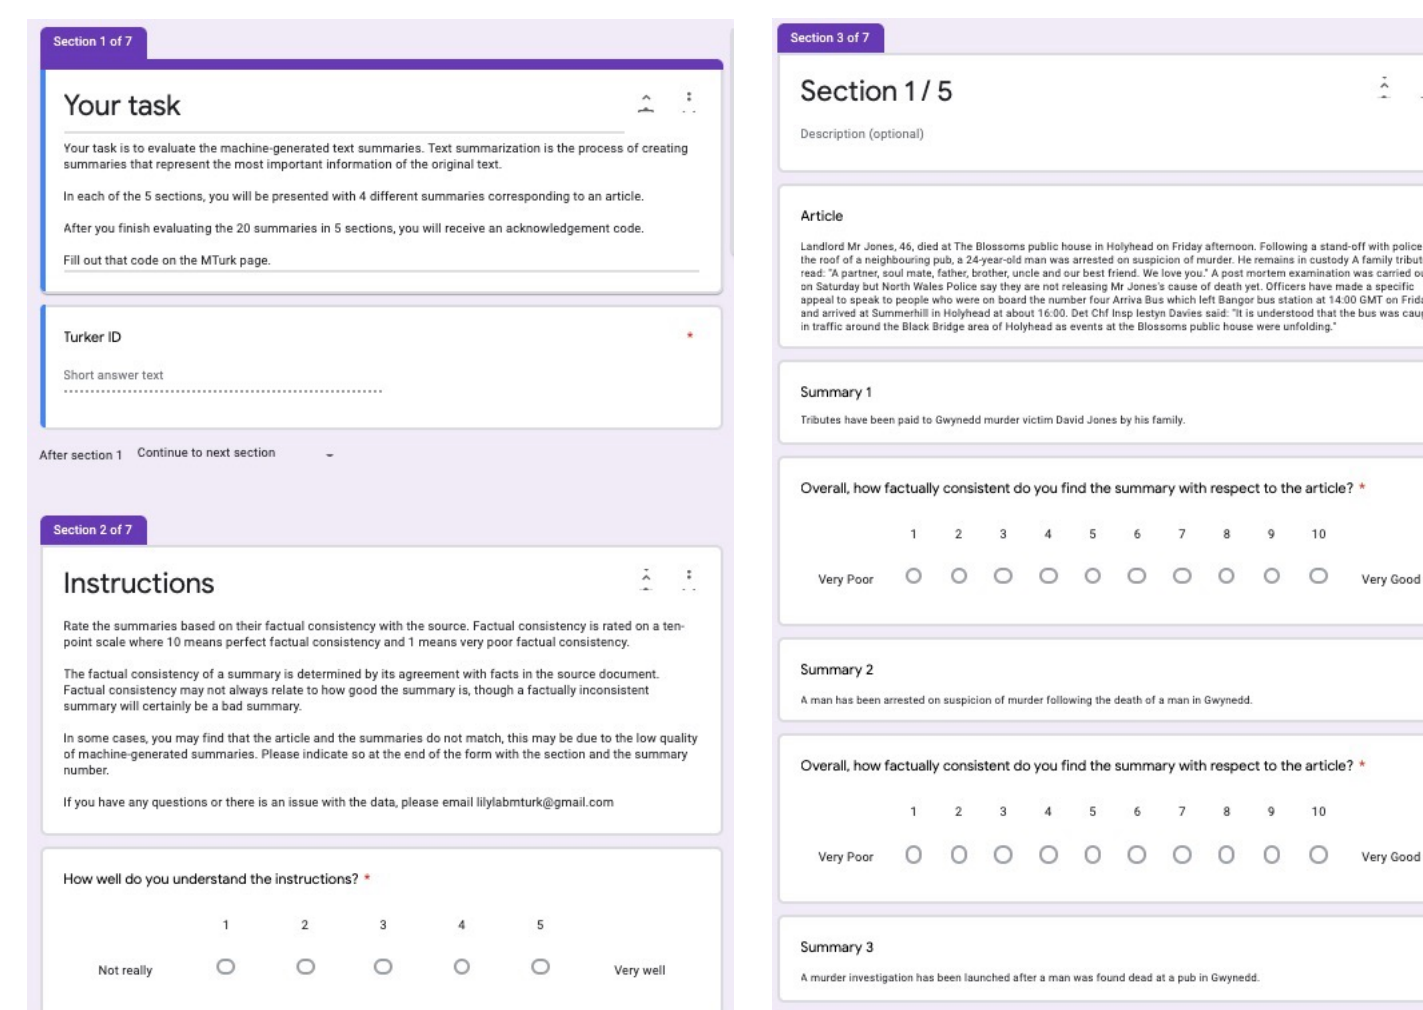 Section 1 of 7
Your task
Your task is to evaluate the machine-generated text summaries. Text summarization is the process of creating
summaries that represent the most important information of the original text.
In each of the 5 sections, you will be presented with 4 different summaries corresponding to an article.
After you finish evaluating the 20 summaries in 5 sections, you will receive an acknowledgement code.
Fill out that code on the MTurk page.
Turker ID *
Short answer text
After section 1 Continue to next section
Section 2 of 7
Instructions
Rate the summaries based on their factual consistency with the source. Factual consistency is rated on a ten-
point scale where 10 means perfect factual consistency and 1 means very poor factual consistency.
The factual consistency of a summary is determined by its agreement with facts in the source document.
Factual consistency may not always relate to how good the summary is, though a factually inconsistent
summary will certainly be a bad summary.
In some cases, you may find that the article and the summaries do not match, this may be due to the low quality
of machine-generated summaries. Please indicate so at the end of the form with the section and the summary
number.
If you have any questions or there is an issue with the data, please email lilylabmturk@gmail.com
How well do you understand the instructions? *
1 2 3 4 5
Not really Very well
Section 3 of 7
Section 1 / 5
Description (optional)
Article
Landlord Mr Jones, 46, died at The Blossoms public house in Holyhead on Friday afternoon. Following a stand-off with police
the roof of a neighbouring pub, a 24-year-old man was arrested on suspicion of murder. He remains in custody A family
read: "A partner, soul mate, father, brother, uncle and our best friend. We love you." A post mortem examination was carried
on Saturday but North Wales Police say they are not releasing Mr Jones's cause of death yet. Officers have made a specific
appeal to speak to people who were on board the number four Arriva Bus which left Bangor bus station at 14:00 GMT on
and arrived at Summerhill in Holyhead at about 16:00. Det Chf Insp Iestyn Davies said: "It is understood that the bus was
in traffic around the Black Bridge area of Holyhead as events at the Blossoms public house were unfolding."
Summary 1
Tributes have been paid to Gwynedd murder victim David Jones by his family.
Overall, how factually consistent do you find the summary with respect to the article? *
1 2 3 4 5 6 7 8 9 10
Very Poor Very Good
Summary 2
A man has been arrested on suspicion of murder following the death of a man in Gwynedd.
Overall, how factually consistent do you find the summary with respect to the article? *
1 2 3 4 5 6 7 8 9 10
Very Poor Very Good
Summary 3
A murder investigation has been launched after a man was found dead at a pub in Gwynedd.